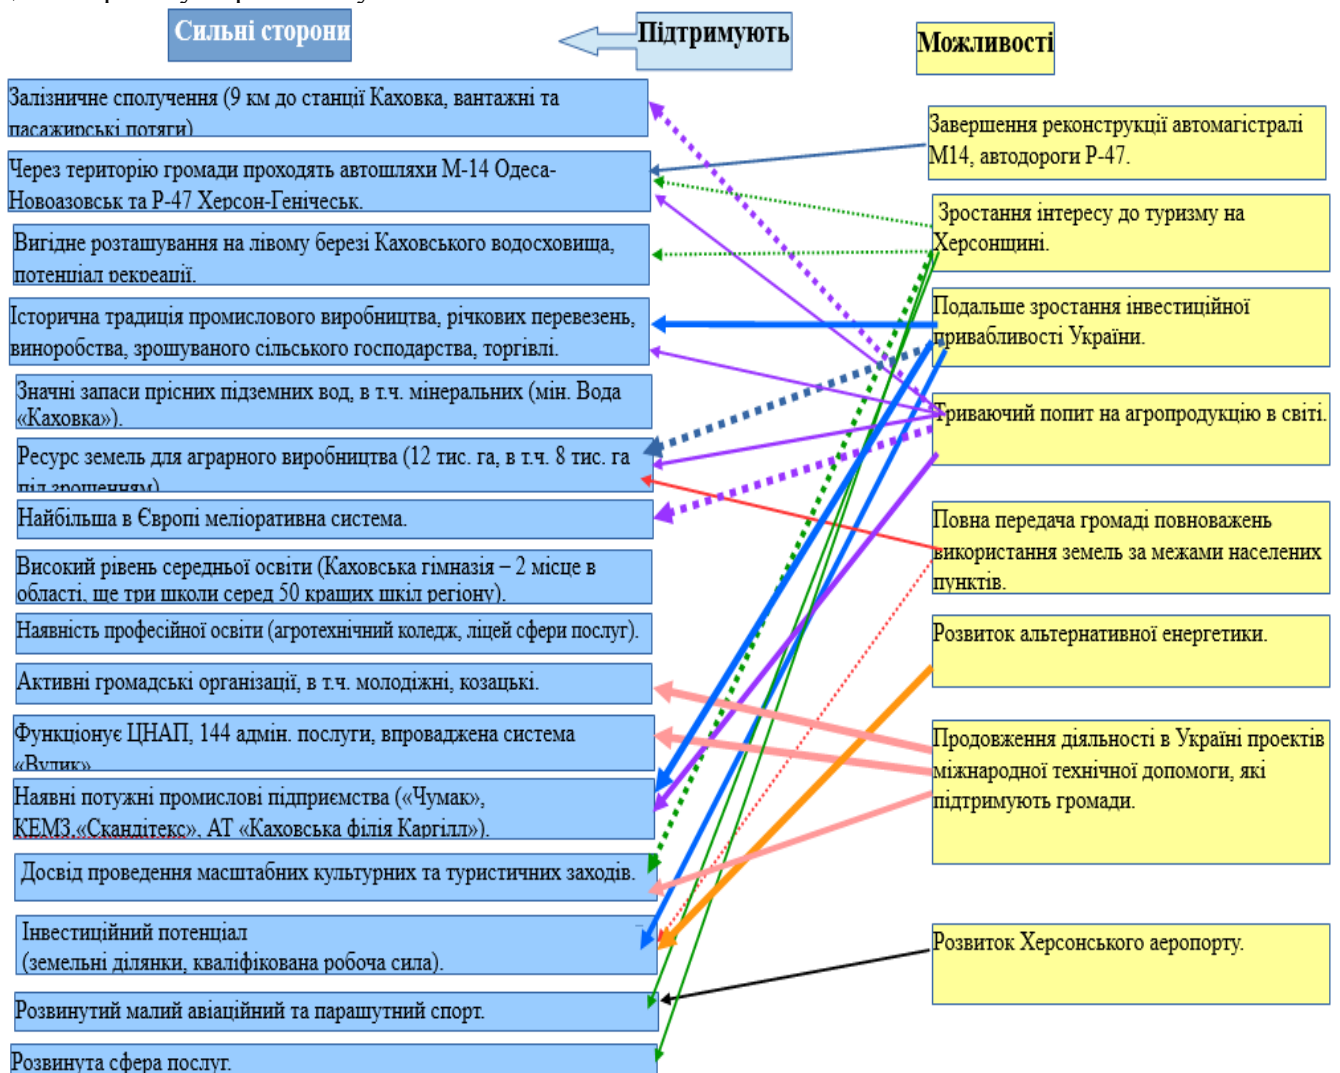 Сильні сторони
Підтримують
Можливості
Залізничне сполучення (9 км до станції Каховка, вантажні та
пасажирські потяги)
Через територію громади проходять автошляхи М-14 Одеса-
Новоазовськ та Р-47 Херсон-Генічеськ.
Вигідне розташування на лівому березі Каховського водосховища,
потенціал рекреації.
Історична традиція промислового виробництва, річкових перевезень,
виноробства, зрошуваного сільського господарства, торгівлі.
Значні запаси прісних підземних вод, в т.ч. мінеральних (мін. Вода
«Каховка»).
Ресурс земель для аграрного виробництва (12 тис. га, в т.ч. 8 тис. га
під зрошенням)
Найбільша в Європі меліоративна система.
Високий рівень середньої освіти (Каховська гімназія – 2 місце в
області, ще три школи серед 50 кращих шкіл регіону).
Наявність професійної освіти (агротехнічний коледж, ліцей сфери послуг).
Активні громадські організації, в т.ч. молодіжні, козацькі.
Функціонує ЦНАП, 144 адмін. послуги, впроваджена система
«Вулик»
Наявні потужні промислові підприємства («Чумак»,
КЕМЗ,«Скандітекс», АТ «Каховська філія Каргілл»).
Досвід проведення масштабних культурних та туристичних заходів.
Інвестиційний потенціал
(земельні ділянки, кваліфікована робоча сила).
Розвинутий малий авіаційний та парашутний спорт.
Розвинута сфера послуг.
Завершення реконструкції автомагістралі
М14, автодороги Р-47.
Зростання інтересу до туризму на
Херсонщині.
Подальше зростання інвестиційної
привабливості України.
Триваючий попит на агропродукцію в світі.
Повна передача громаді повноважень
використання земель за межами населених
пунктів.
Розвиток альтернативної енергетики.
Продовження діяльності в Україні проектів
міжнародної технічної допомоги, які
підтримують громади.
Розвиток Херсонського аеропорту.